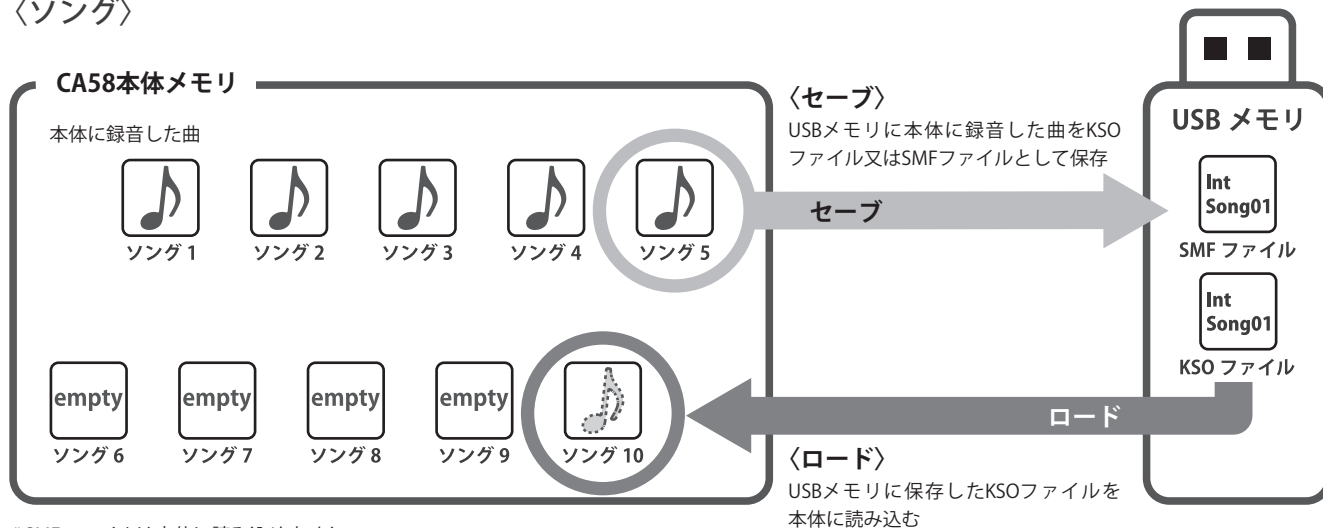 〈ソング〉
CA58本体メモリ
本体に録音した曲
ソング 1
ソング 2
ソング 3
ソング 4
ソング 5
〈セーブ〉
USBメモリに本体に録音した曲をKSO
ファイル又はSMFファイルとして保存
セーブ
USB メモリ
Int
Song01
SMF ファイル
Int
Song01
KSO ファイル
empty
empty
empty
empty
ソング 6
ソング 7
ソング 8
ソング 9
ソング 10
ロード
〈ロード〉
USBメモリに保存したKSOファイルを
本体に読み込む